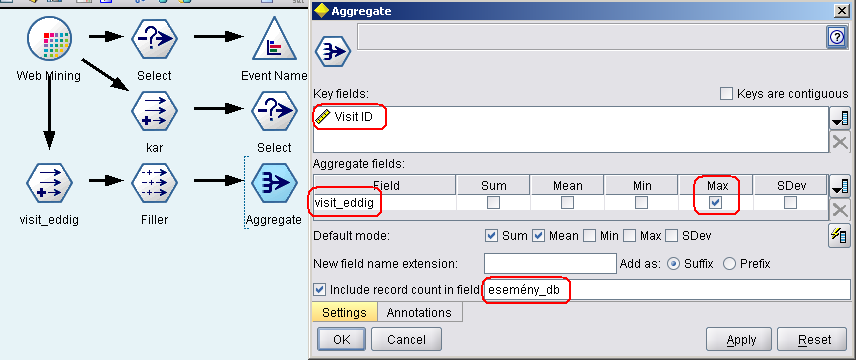 Web Mining
Select
Event Name
kar
Select
visit_eddig
Filler
Aggregate
Aggregate
Key fields:
Keys are contiguous
Visit ID
Aggregate fields:
Field Sum Mean Min Max SDev
visit_eddig
Default mode: Sum Mean Min Max SDev
New field name extension: Add as: Suffix Prefix
Include record count in field esemény_db
Settings Annotations
OK Cancel Apply Reset